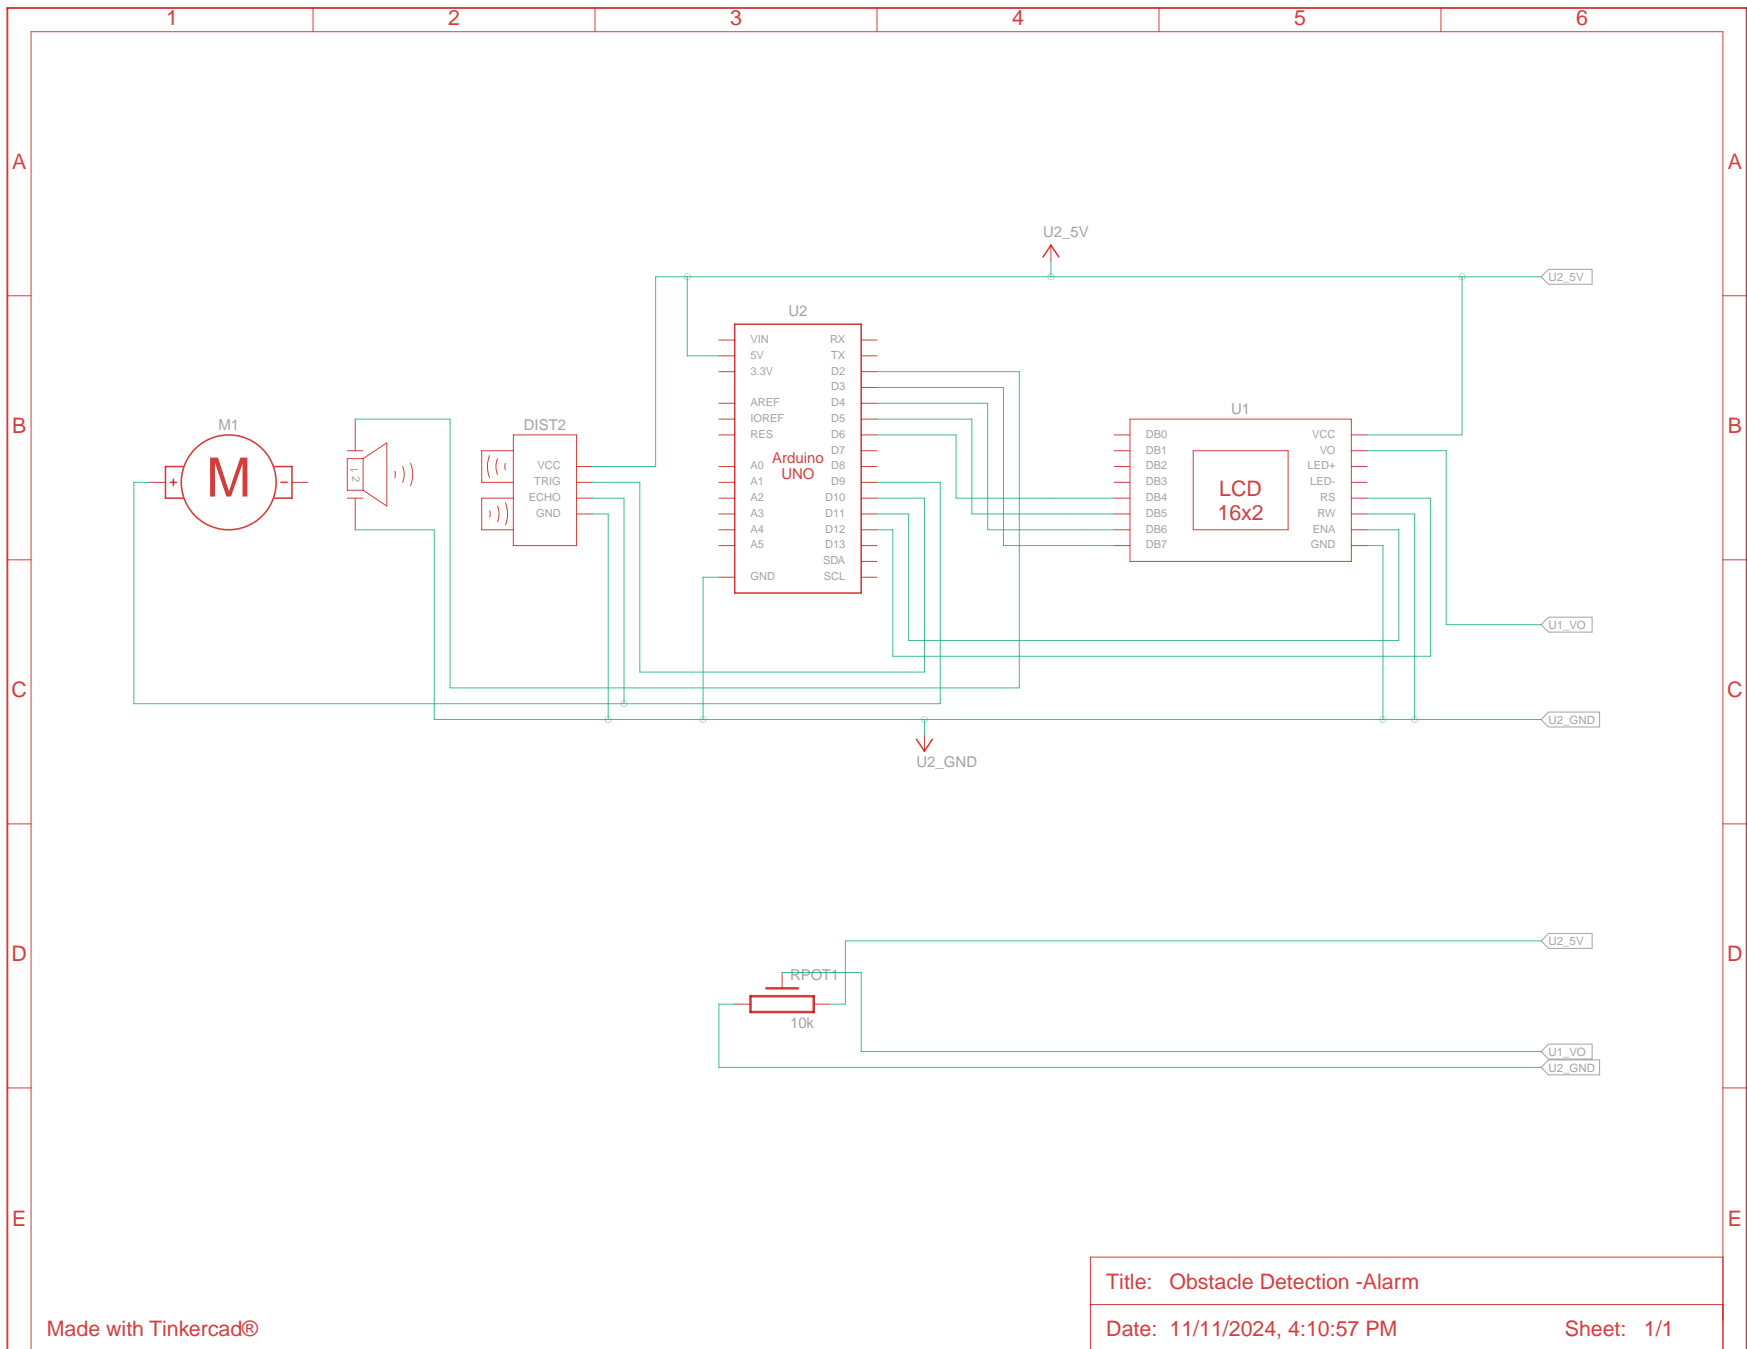 1 2 3 4 5 6
A A
U2_5V
U2_5V
B B
U2
VIN RX
5V TX
3.3V D2
D3
AREF D4
IOREF D5
RES D6
D7
A0 D8
A1 D9
A2 D10
A3 D11
A4 D12
A5 D13
SDA
GND SCL
Arduino
UNO
M1
M
+ -
1 2
DIST2
VCC
TRIG
ECHO
GND
U1
DB0 VCC
DB1 VO
DB2 LED+
DB3 LED-
DB4 RS
DB5 RW
DB6 ENA
DB7 GND
LCD
16x2
U1_VO
C C
U2_GND
U2_GND
D D
U2_5V
RPOT1
10k
U1_VO
U2_GND
E E
Title: Obstacle Detection -Alarm
Made with Tinkercad®
Date: 11/11/2024, 4:10:57 PM Sheet: 1/1